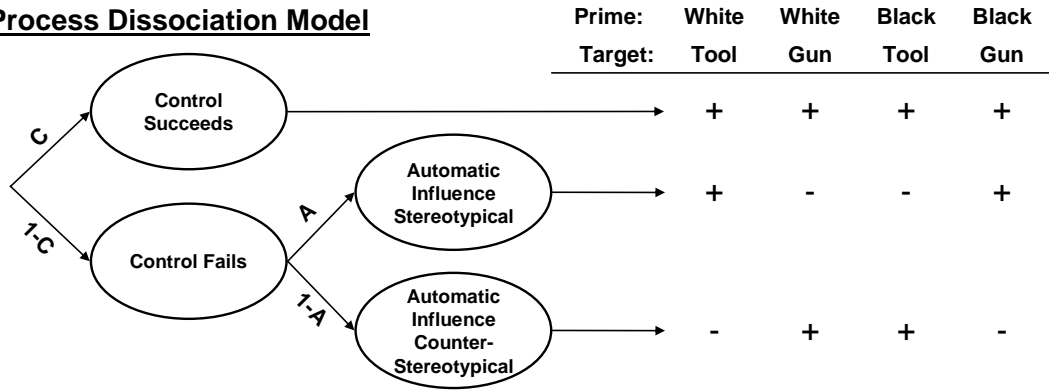 Process Dissociation Model
Prime: White White Black Black
Target: Tool Gun Tool Gun
Control
Succeeds
+ + + +
C
Automatic
Influence
Stereotypical
+ - - +
A
1-C
Control Fails
1-A
Automatic
Influence
Counter-
Stereotypical
- + + -